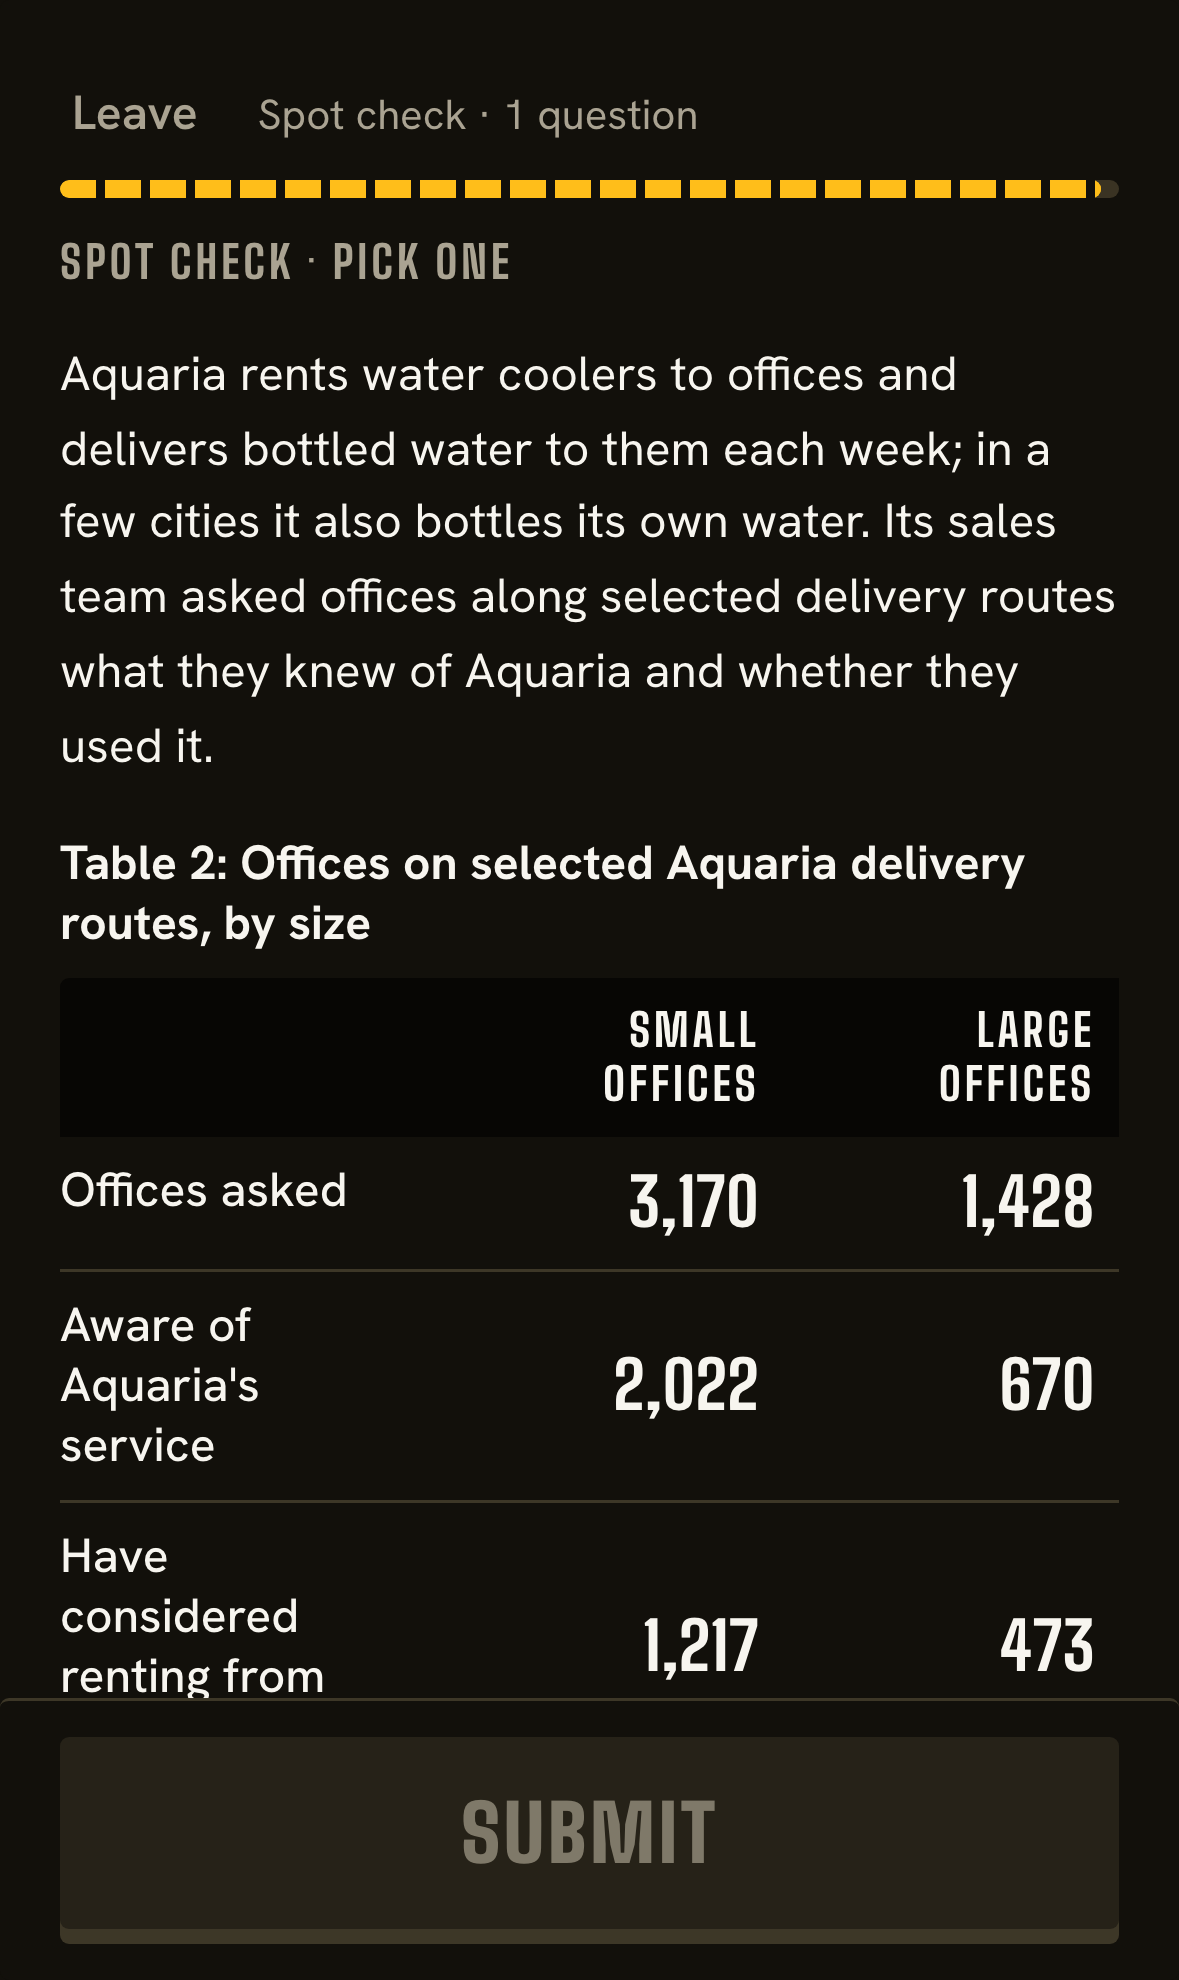 Leave
Spot check · 1 question
SPOT CHECK · PICK ONE
Aquaria rents water coolers to offices and
delivers bottled water to them each week; in a
few cities it also bottles its own water. Its sales
team asked offices along selected delivery routes
what they knew of Aquaria and whether they
used it.
Table 2: Offices on selected Aquaria delivery
routes, by size
SMALL OFFICES
LARGE OFFICES
Offices asked 3,170 1,428
Aware of
Aquaria's 2,022 670
service
Have
considered 1,217 473
renting from
SUBMIT